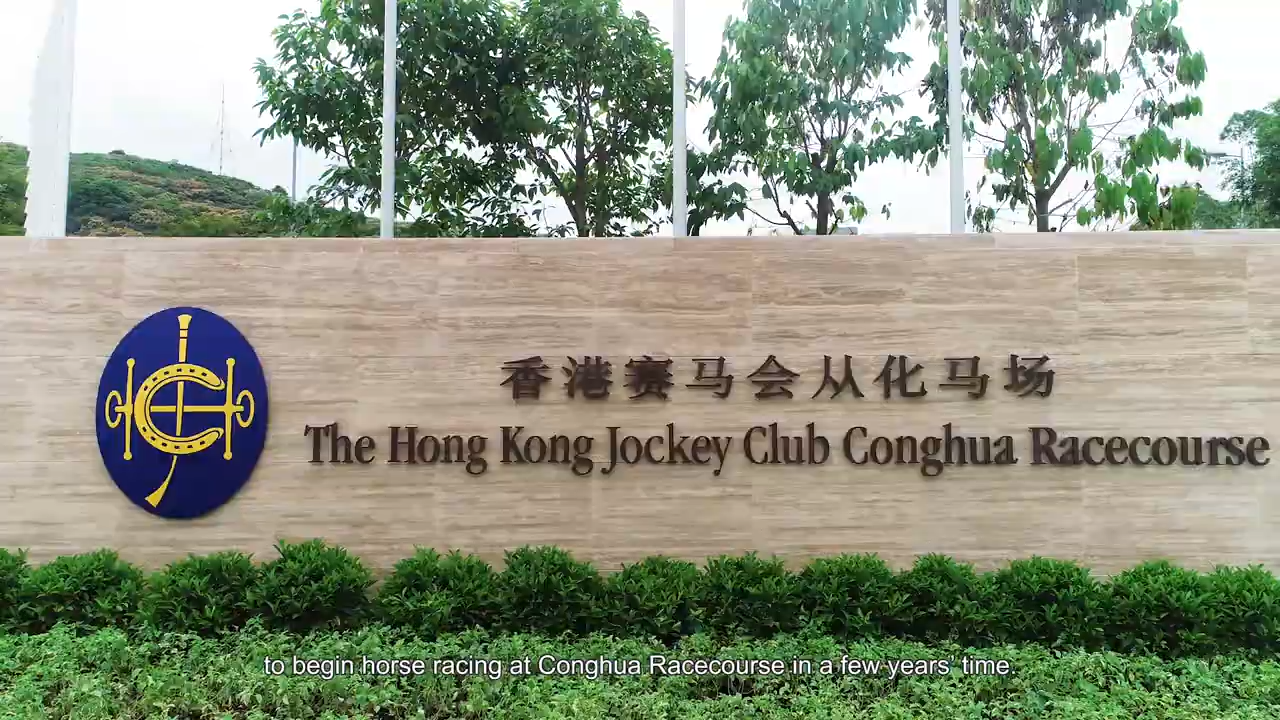 香港赛马会从化马场
The Hong Kong Jockey Club Conghua Racecourse
to begin horse racing at Conghua Racecourse in a few years' time.